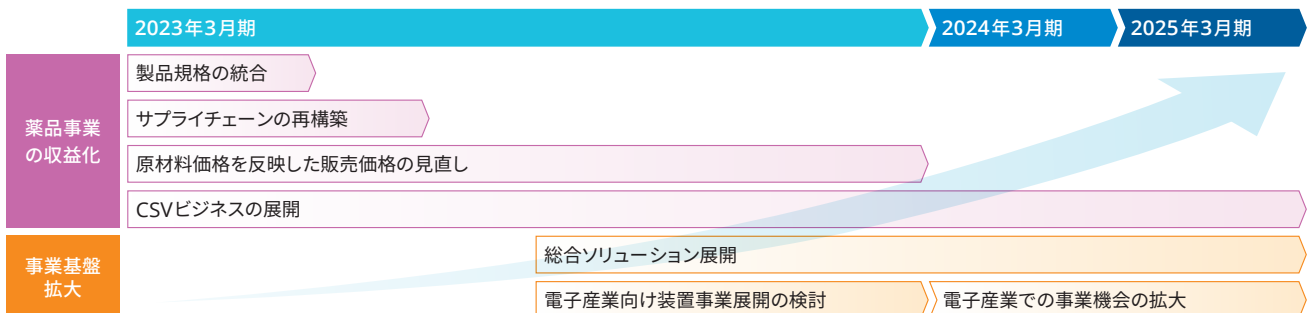 2023年3月期
2024年3月期
2025年3月期
薬品事業
の収益化
製品規格の統合
サプライチェーンの再構築
原材料価格を反映した販売価格の見直し
CSVビジネスの展開
事業基盤
拡大
総合ソリューション展開
電子産業向け装置事業展開の検討
電子産業での事業機会の拡大